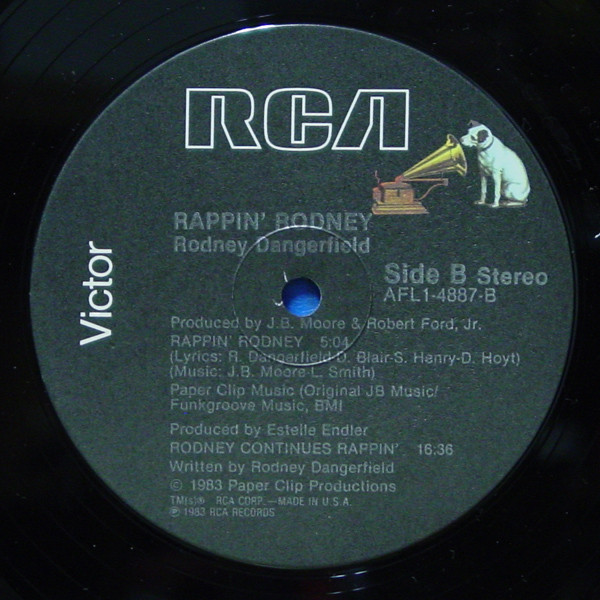 RCA
Victor
RAPPIN' RODNEY
Rodney Dangerfield
Side B Stereo
AFL1-4887-B
Produced by J.B. Moore & Robert Ford, Jr.
RAPPIN' RODNEY 5:04
(Lyrics: R. Dangerfield-D. Blair-S. Henry-D. Hoyt)
(Music: J.B. Moore-L. Smith)
Paper Clip Music (Original JB Music/
Funkgroove Music, BMI
Produced by Estelle Endler
RODNEY CONTINUES RAPPIN' 16:36
Written by Rodney Dangerfield
© 1983 Paper Clip Productions
TM(s)® RCA CORP.—MADE IN U.S.A.
℗ 1983 RCA RECORDS